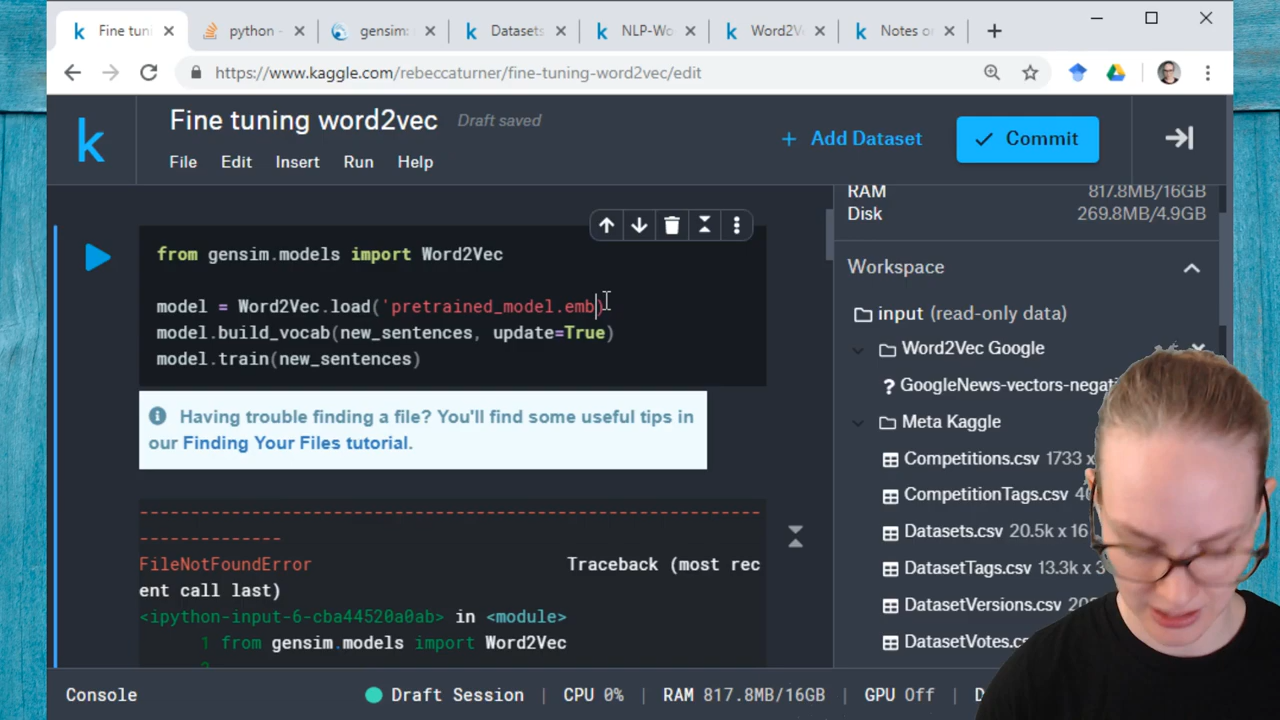 Fine tuni
python -
gensim:
Datasets
NLP-Wo
Word2V
Notes or
https://www.kaggle.com/rebeccaturner/fine-tuning-word2vec/edit
k
Fine tuning word2vec
Draft saved
+ Add Dataset
Commit
File Edit Insert Run Help
RAM 817.8MB/16GB
Disk 269.8MB/4.9GB
Workspace
input (read-only data)
Word2Vec Google
GoogleNews-vectors-negati
Meta Kaggle
Competitions.csv 1733 x
CompetitionTags.csv
Datasets.csv 20.5k x 16
DatasetTags.csv 13.3k x
DatasetVersions.csv
DatasetVotes.cs
from gensim.models import Word2Vec
model = Word2Vec.load('pretrained_model.emb)
model.build_vocab(new_sentences, update=True)
model.train(new_sentences)
Having trouble finding a file? You'll find some useful tips in
our Finding Your Files tutorial.
---------------------------------------------------------------
--------------
FileNotFoundError Traceback (most rec
ent call last)
<ipython-input-6-cba44520a0ab> in <module>
1 from gensim.models import Word2Vec
Console
Draft Session | CPU 0% | RAM 817.8MB/16GB | GPU Off |